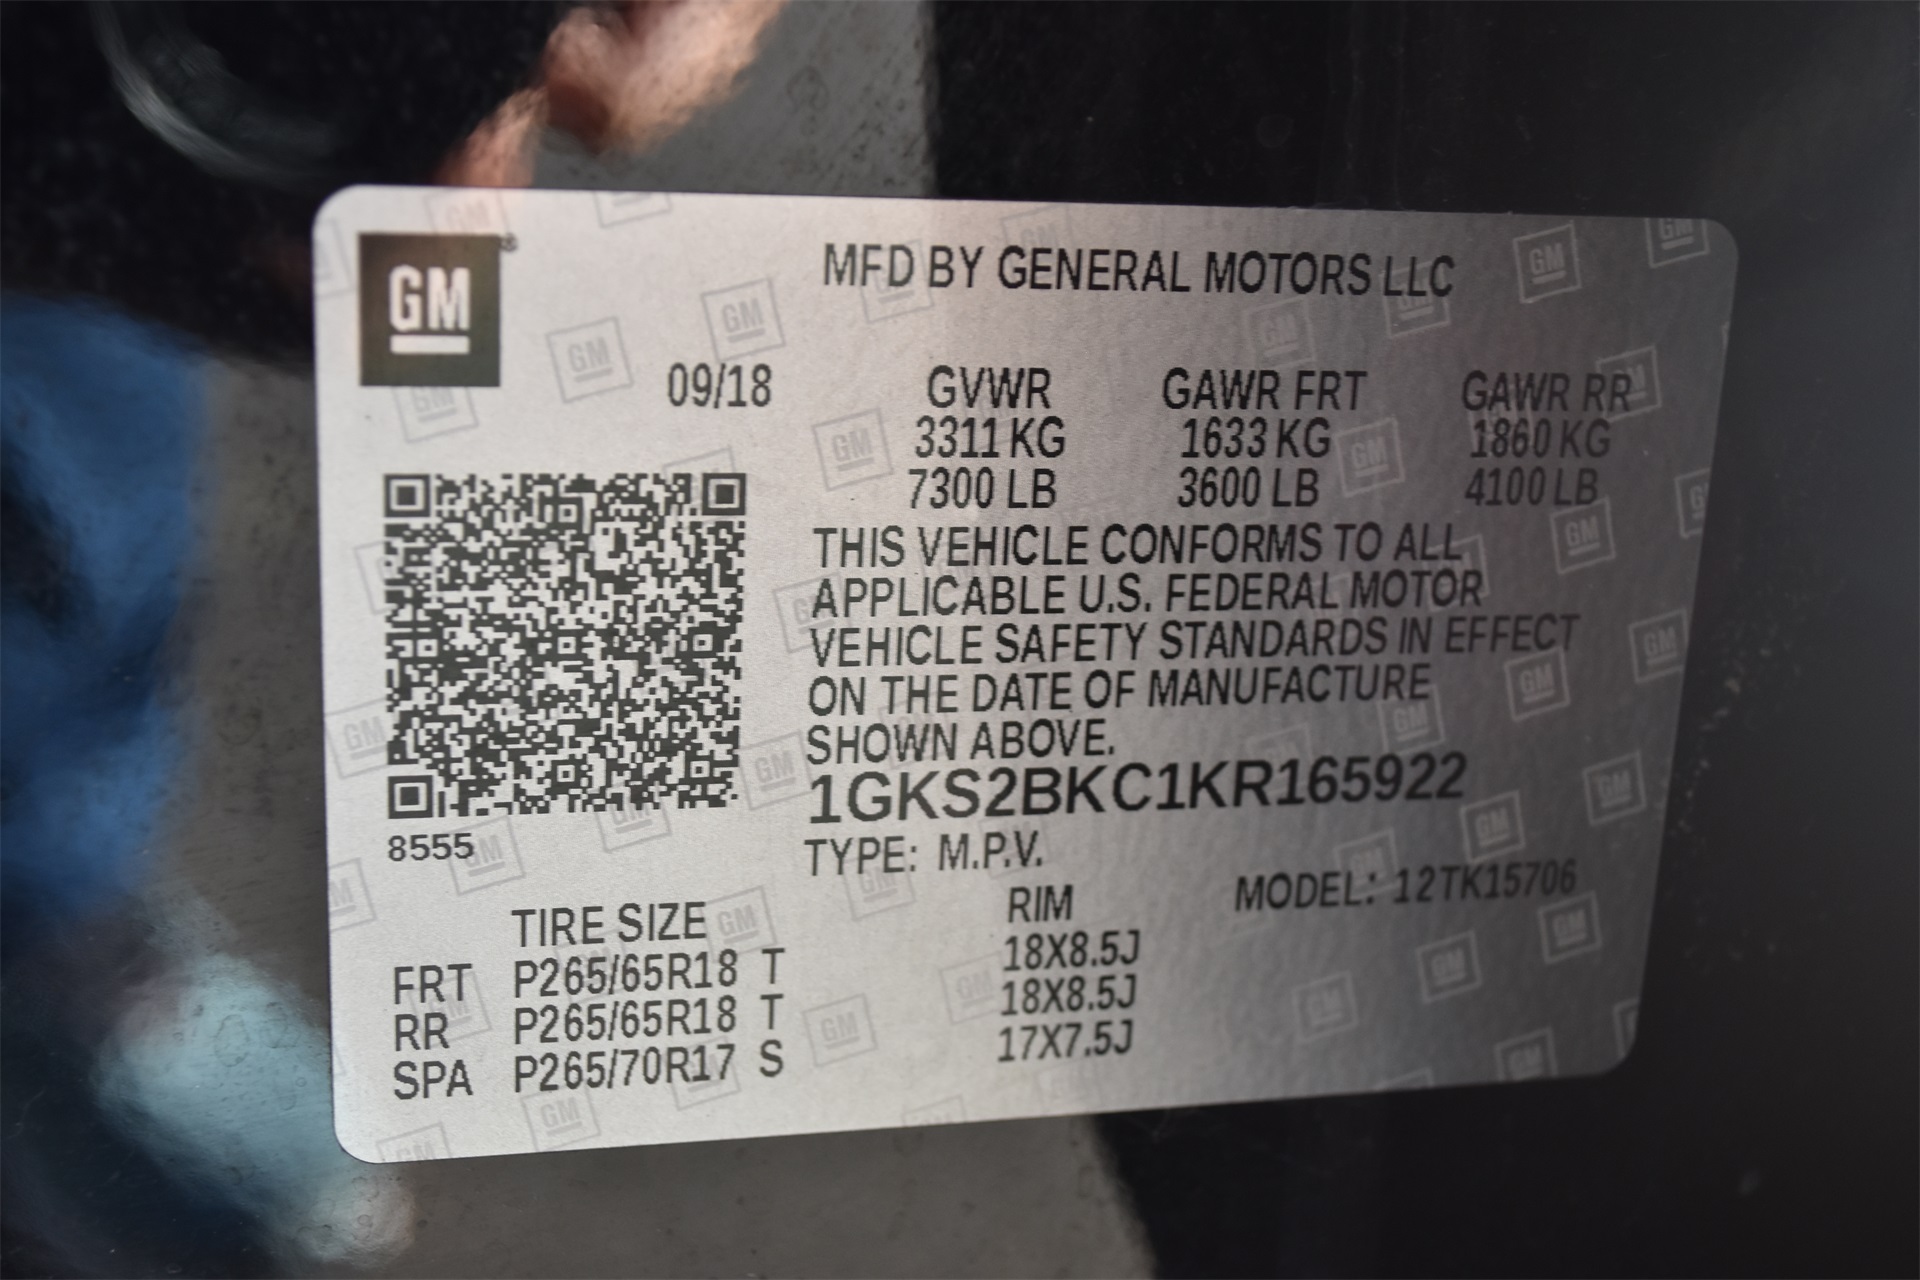 GM
MFD BY GENERAL MOTORS LLC
09/18 GVWR GAWR FRT GAWR RR
3311 KG 1633 KG 1860 KG
7300 LB 3600 LB 4100 LB
THIS VEHICLE CONFORMS TO ALL
APPLICABLE U.S. FEDERAL MOTOR
VEHICLE SAFETY STANDARDS IN EFFECT
ON THE DATE OF MANUFACTURE
SHOWN ABOVE.
1GKS2BKC1KR165922
8555
TYPE: M.P.V. MODEL: 12TK15706
TIRE SIZE RIM
FRT P265/65R18 T 18X8.5J
RR P265/65R18 T 18X8.5J
SPA P265/70R17 S 17X7.5J